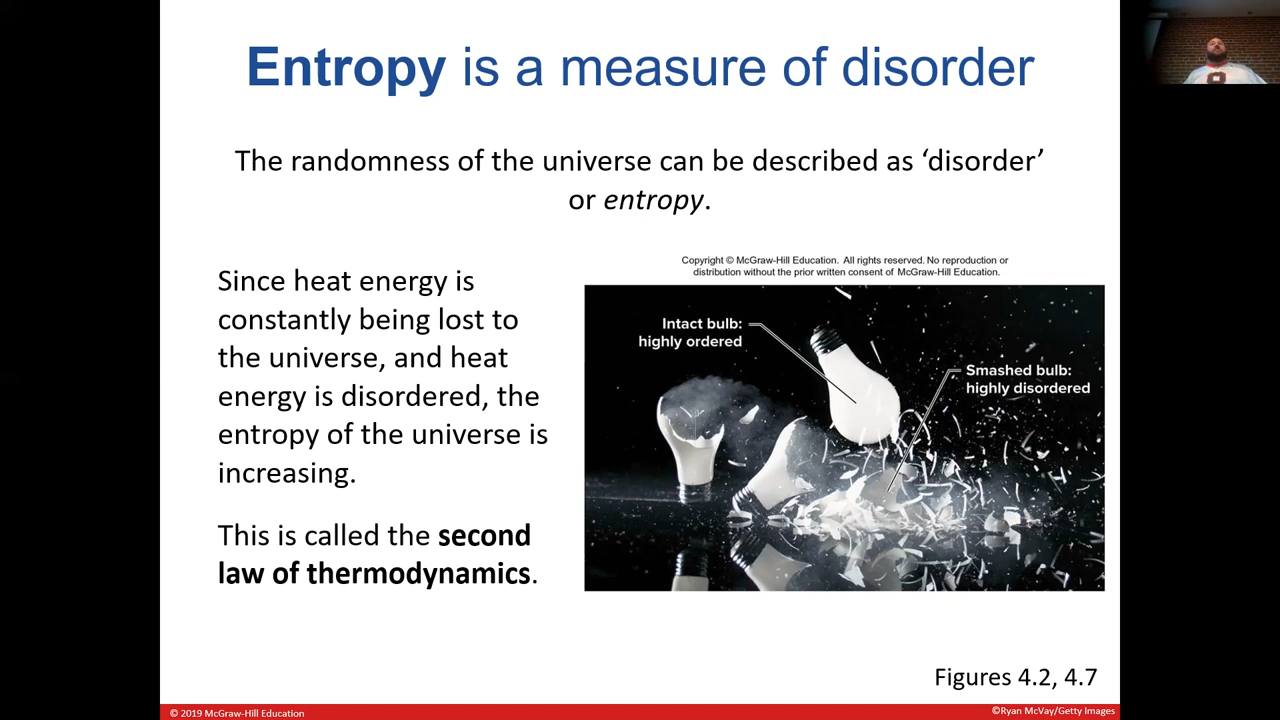 Entropy is a measure of disorder
The randomness of the universe can be described as ‘disorder’
or entropy.
Since heat energy is
constantly being lost to
the universe, and heat
energy is disordered, the
entropy of the universe is
increasing.
This is called the second
law of thermodynamics.
Copyright © McGraw-Hill Education. All rights reserved. No reproduction or
distribution without the prior written consent of McGraw-Hill Education.
Intact bulb:
highly ordered
Smashed bulb:
highly disordered
Figures 4.2, 4.7
© 2019 McGraw-Hill Education
©Ryan McVay/Getty Images
8